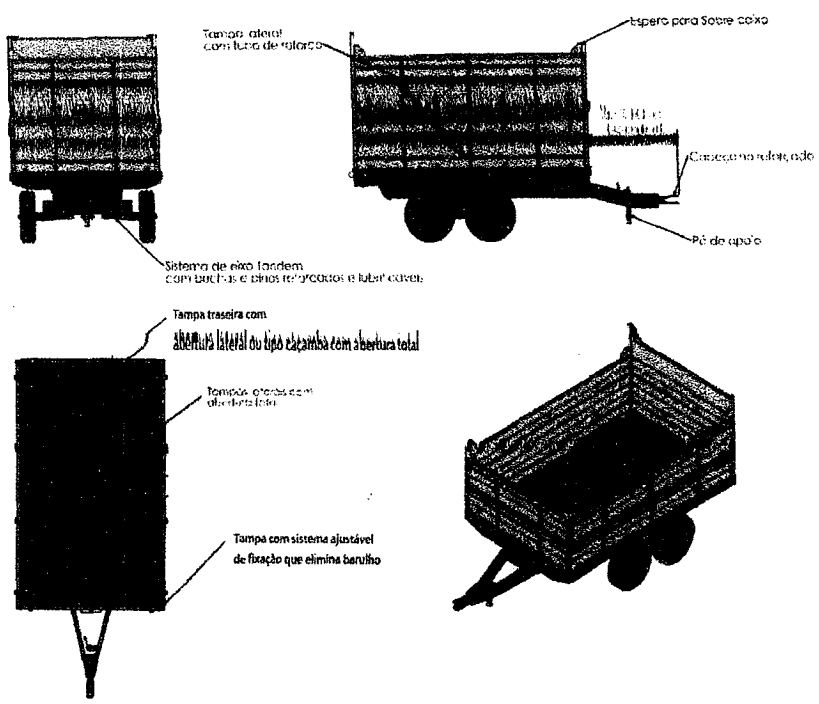 Tampa lateral
com tubo de reforço
Espera para Sobre caixa
Cabeçario reforçado
Pé de apoio
Sistema de eixo tandem
com buchas e pinos reforçados e lubrificáveis
Tampa traseira com
abertura lateral ou tipo caçamba com abertura total
Tampas laterais com
abertura total
Tampa com sistema ajustável
de fixação que elimina barulho